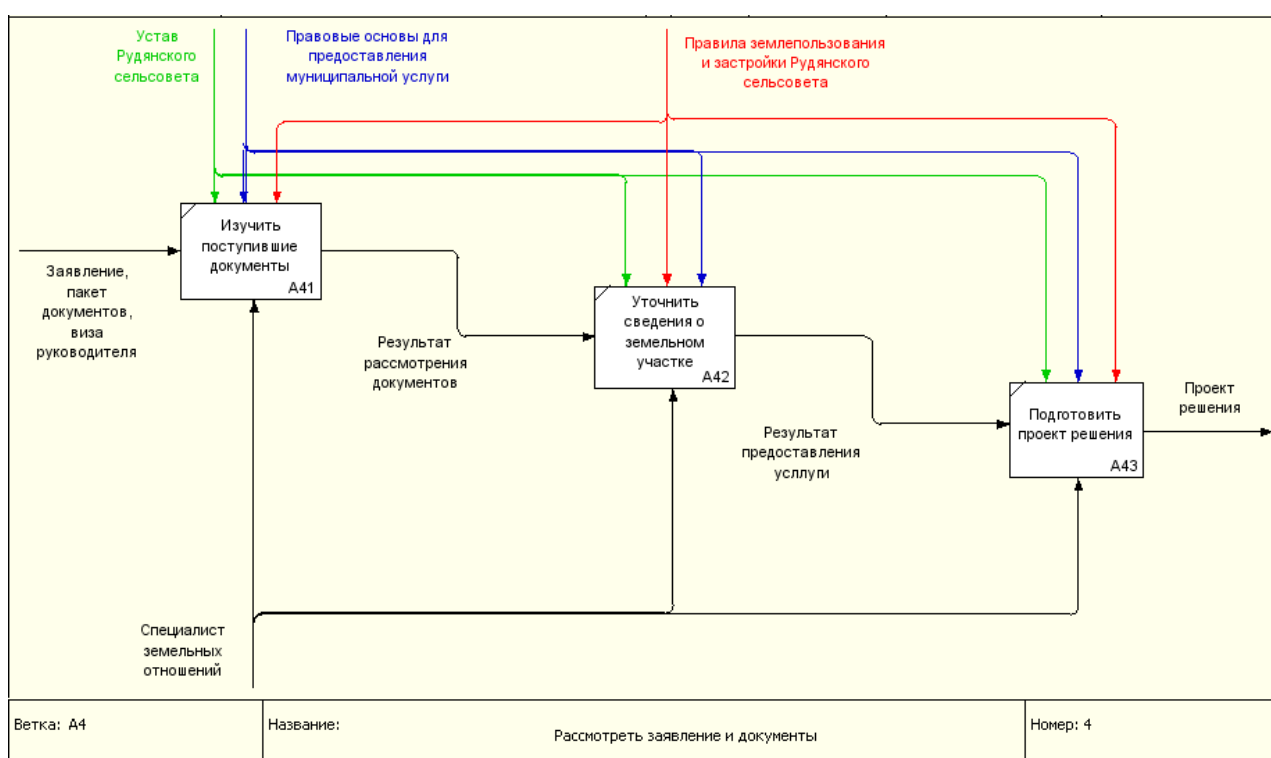 Устав
Рудянского
сельсовета
Правовые основы для
предоставления
муниципальной услуги
Правила землепользования
и застройки Рудянского
сельсовета
Изучить
поступившие
документы
A41
Заявление,
пакет
документов,
виза
руководителя
Результат
рассмотрения
документов
Уточнить
сведения о
земельном
участке
A42
Результат
предоставления
усллуги
Подготовить
проект решения
A43
Проект
решения
Специалист
земельных
отношений
Ветка: A4
Название:
Рассмотреть заявление и документы
Номер: 4